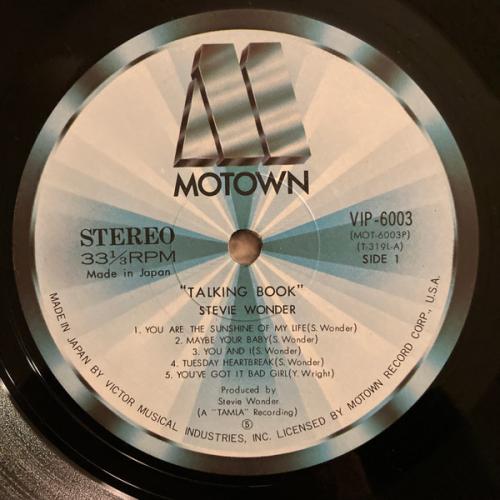 M
MOTOWN
VIP-6003
(MOT-6003P)
(T-319L-A)
SIDE 1
STEREO
33⅓RPM
Made in Japan
"TALKING BOOK"
STEVIE WONDER
1. YOU ARE THE SUNSHINE OF MY LIFE(S. Wonder)
2. MAYBE YOUR BABY(S. Wonder)
3. YOU AND I(S. Wonder)
4. TUESDAY HEARTBREAK(S. Wonder)
5. YOU'VE GOT IT BAD GIRL(Y. Wright)
Produced by
Stevie Wonder
(A "TAMLA" Recording)
⑤
MADE IN JAPAN BY VICTOR MUSICAL INDUSTRIES, INC. LICENSED BY MOTOWN RECORD CORP., U.S.A.